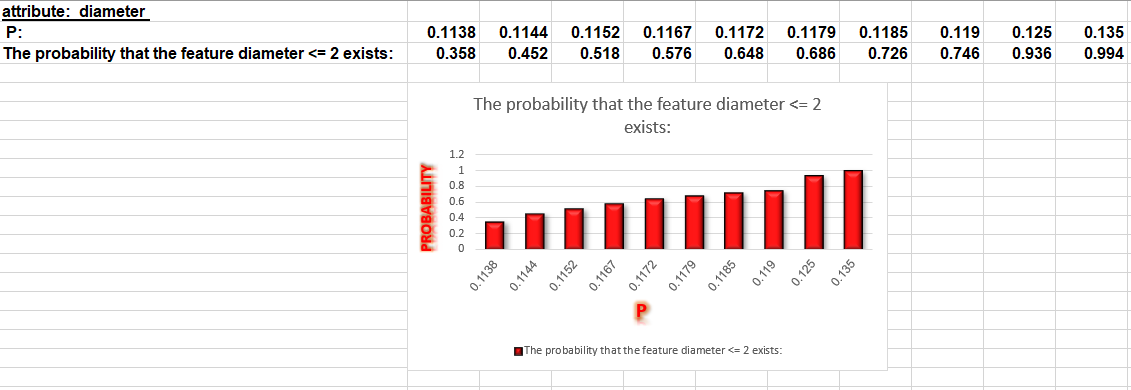 attribute: diameter
P: 0.1138 0.1144 0.1152 0.1167 0.1172 0.1179 0.1185 0.119 0.125 0.135
The probability that the feature diameter <= 2 exists: 0.358 0.452 0.518 0.576 0.648 0.686 0.726 0.746 0.936 0.994
The probability that the feature diameter <= 2
exists:
PROBABILITY
1.2
1
0.8
0.6
0.4
0.2
0
0.1138 0.1144 0.1152 0.1167 0.1172 0.1179 0.1185 0.119 0.125 0.135
P
The probability that the feature diameter <= 2 exists: